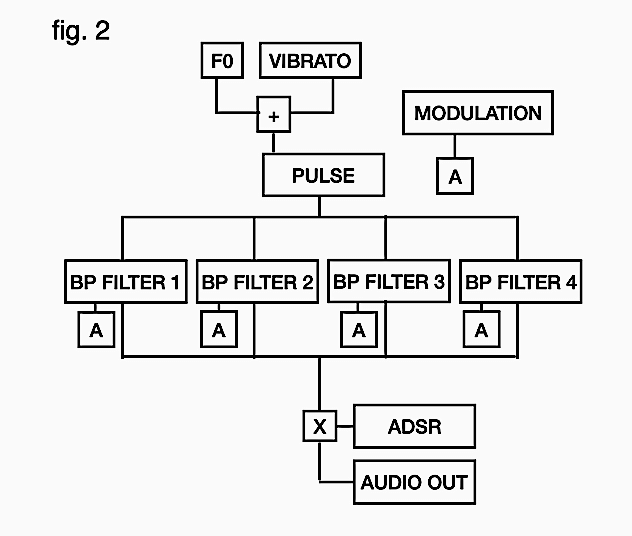 fig. 2
F0
VIBRATO
+
MODULATION
PULSE
A
BP FILTER 1
BP FILTER 2
BP FILTER 3
BP FILTER 4
A
A
A
A
X
ADSR
AUDIO OUT